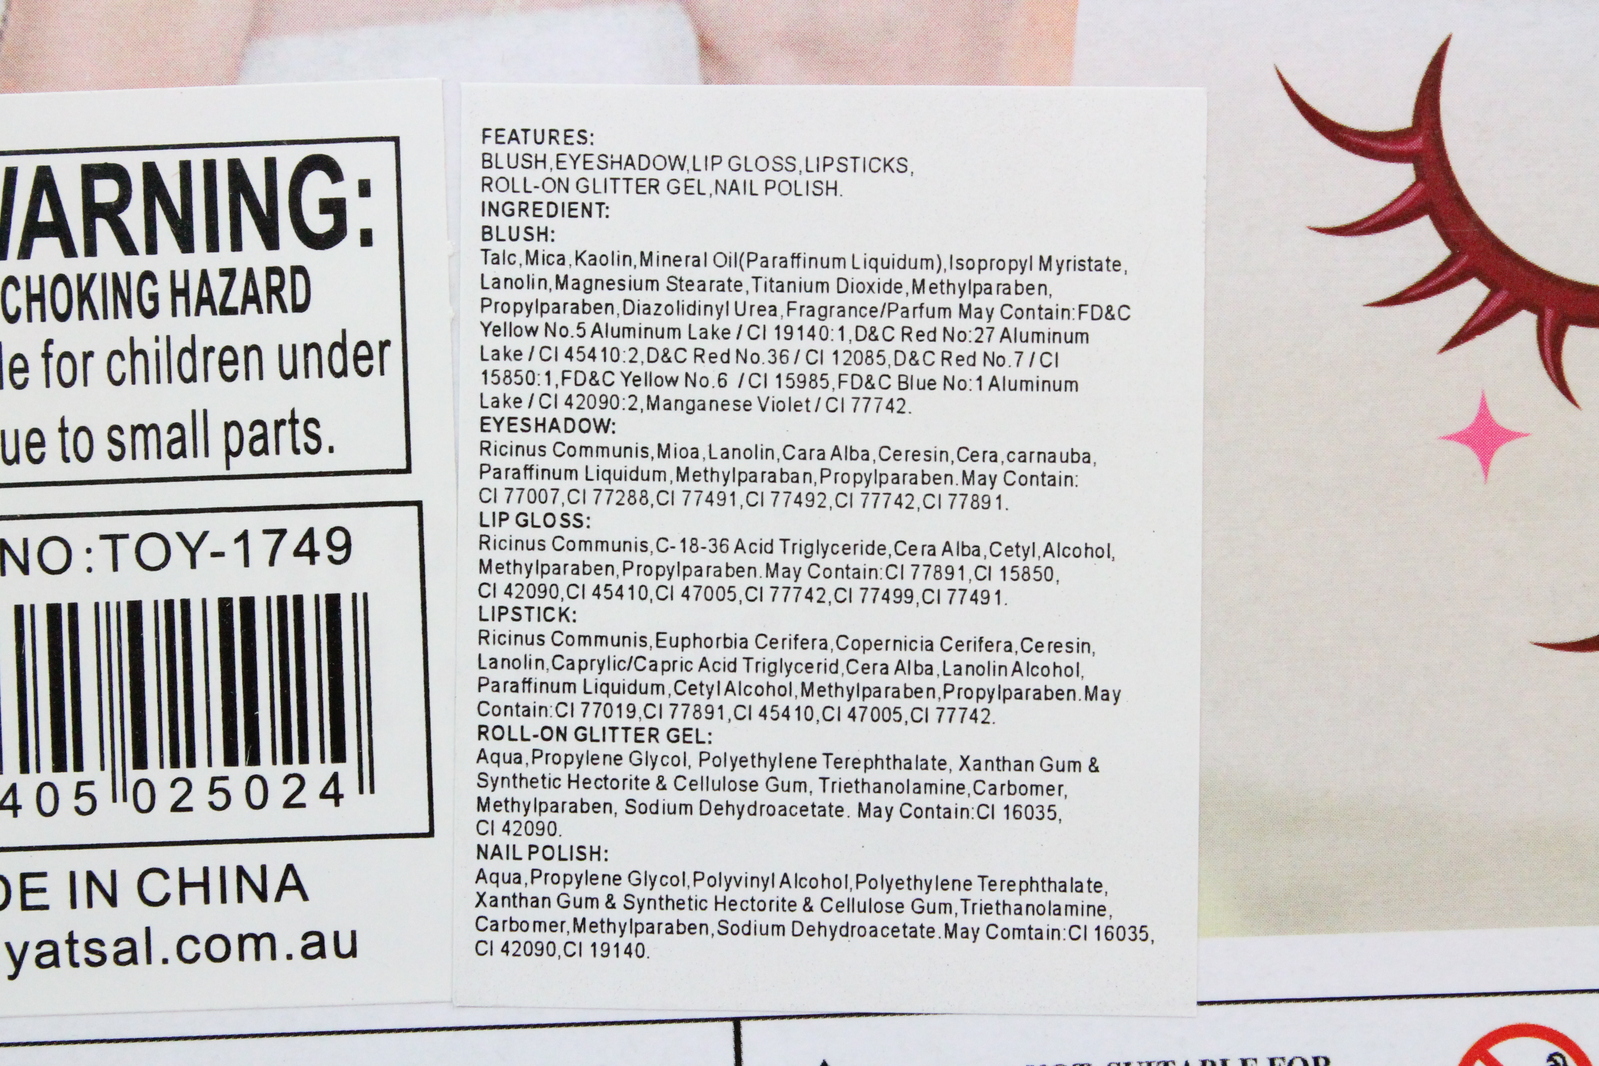 WARNING:
CHOKING HAZARD
le for children under
ue to small parts.
NO:TOY-1749
405 025024
DE IN CHINA
yatsal.com.au
FEATURES:
BLUSH,EYESHADOW,LIP GLOSS,LIPSTICKS,
ROLL-ON GLITTER GEL,NAIL POLISH.
INGREDIENT:
BLUSH:
Talc,Mica,Kaolin,Mineral Oil(Paraffinum Liquidum),Isopropyl Myristate,
Lanolin,Magnesium Stearate,Titanium Dioxide,Methylparaben,
Propylparaben,Diazolidinyl Urea,Fragrance/Parfum May Contain:FD&C
Yellow No.5 Aluminum Lake / CI 19140:1,D&C Red No:27 Aluminum
Lake / CI 45410:2,D&C Red No.36 / CI 12085,D&C Red No.7 / CI
15850:1,FD&C Yellow No.6 / CI 15985,FD&C Blue No:1 Aluminum
Lake / CI 42090:2,Manganese Violet / CI 77742.
EYESHADOW:
Ricinus Communis,Mioa,Lanolin,Cara Alba,Ceresin,Cera,carnauba,
Paraffinum Liquidum,Methylparaban,Propylparaben.May Contain:
CI 77007,CI 77288,CI 77491,CI 77492,CI 77742,CI 77891.
LIP GLOSS:
Ricinus Communis,C-18-36 Acid Triglyceride,Cera Alba,Cetyl,Alcohol,
Methylparaben,Propylparaben.May Contain:CI 77891,CI 15850,
CI 42090,CI 45410,CI 47005,CI 77742,CI 77499,CI 77491.
LIPSTICK:
Ricinus Communis,Euphorbia Cerifera,Copernicia Cerifera,Ceresin,
Lanolin,Caprylic/Capric Acid Triglycerid,Cera Alba,Lanolin Alcohol,
Paraffinum Liquidum,Cetyl Alcohol,Methylparaben,Propylparaben.May
Contain:CI 77019,CI 77891,CI 45410,CI 47005,CI 77742.
ROLL-ON GLITTER GEL:
Aqua,Propylene Glycol, Polyethylene Terephthalate, Xanthan Gum &
Synthetic Hectorite & Cellulose Gum, Triethanolamine,Carbomer,
Methylparaben, Sodium Dehydroacetate. May Contain:CI 16035,
CI 42090.
NAIL POLISH:
Aqua,Propylene Glycol,Polyvinyl Alcohol,Polyethylene Terephthalate,
Xanthan Gum & Synthetic Hectorite & Cellulose Gum,Triethanolamine,
Carbomer,Methylparaben,Sodium Dehydroacetate.May Comtain:CI 16035,
CI 42090,CI 19140.
NOT SUITABLE FOR